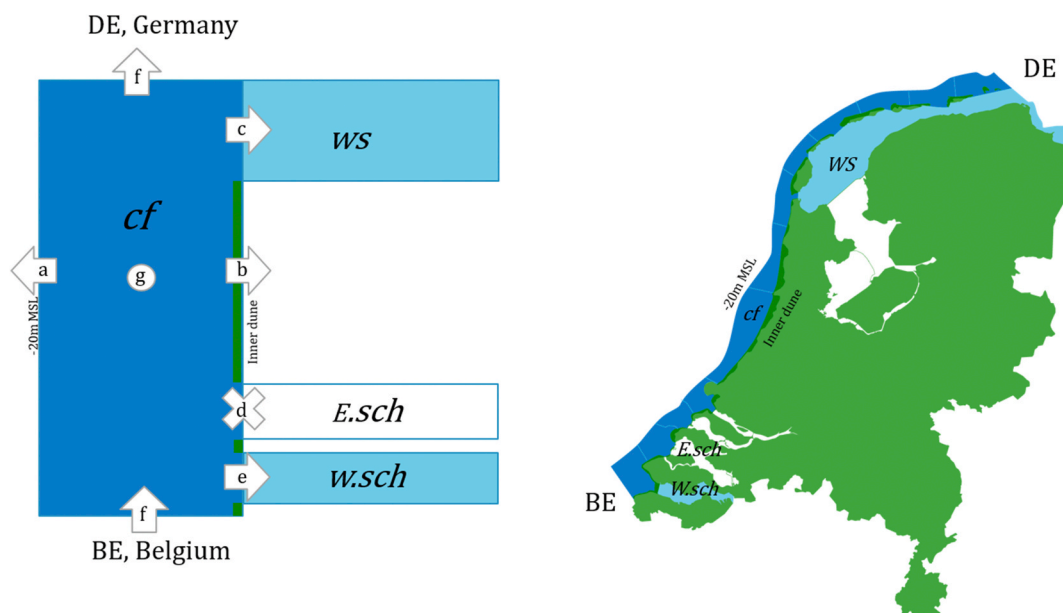 DE, Germany
f
c
ws
cf
a
g
b
-20m MSL
Inner dune
d
E.sch
e
w.sch
f
BE, Belgium
DE
WS
-20m MSL
cf
Inner dune
E.sch
W.sch
BE